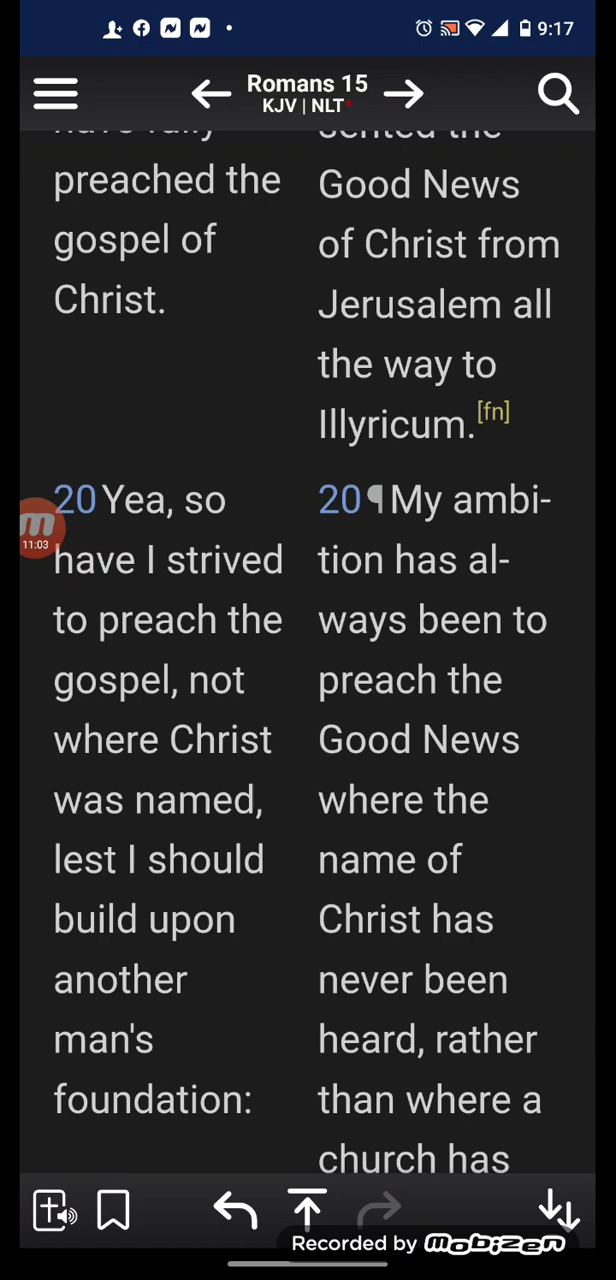 9:17
Romans 15
KJV | NLT*
have fully
preached the
gospel of
Christ.
20 Yea, so
have I strived
to preach the
gospel, not
where Christ
was named,
lest I should
build upon
another
man's
foundation:
sented the
Good News
of Christ from
Jerusalem all
the way to
Illyricum.[fn]
20 ¶ My ambi-
tion has al-
ways been to
preach the
Good News
where the
name of
Christ has
never been
heard, rather
than where a
church has
11:03
Recorded by mobizen